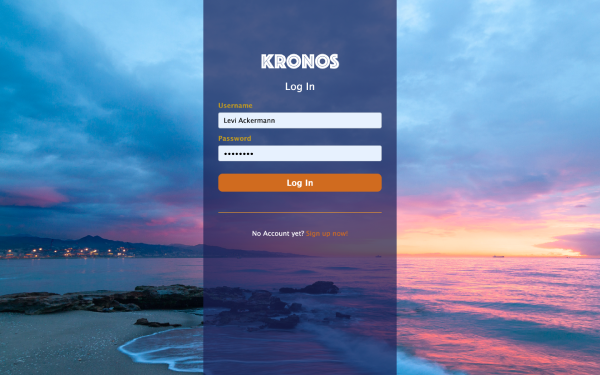 KRONOS
Log In
Username
Levi Ackermann
Password
••••••••
Log In
No Account yet? Sign up now!